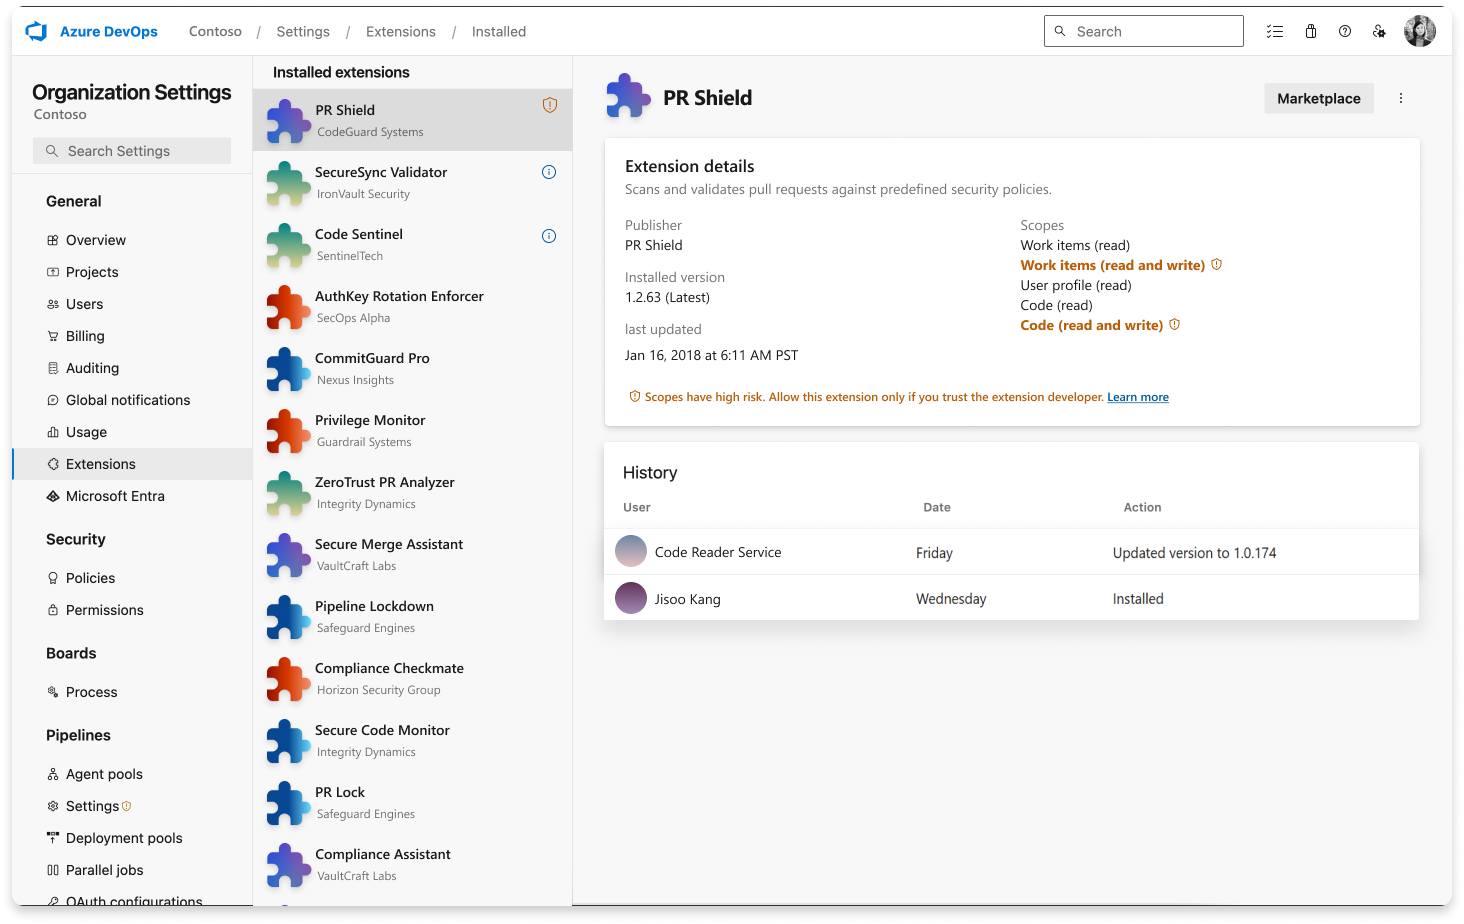 Azure DevOps
Contoso / Settings / Extensions / Installed
Search
Organization Settings
Contoso
Search Settings
General
Overview
Projects
Users
Billing
Auditing
Global notifications
Usage
Extensions
Microsoft Entra
Security
Policies
Permissions
Boards
Process
Pipelines
Agent pools
Settings
Deployment pools
Parallel jobs
OAuth configurations
Installed extensions
PR Shield
CodeGuard Systems
SecureSync Validator
IronVault Security
Code Sentinel
SentinelTech
AuthKey Rotation Enforcer
SecOps Alpha
CommitGuard Pro
Nexus Insights
Privilege Monitor
Guardrail Systems
ZeroTrust PR Analyzer
Integrity Dynamics
Secure Merge Assistant
VaultCraft Labs
Pipeline Lockdown
Safeguard Engines
Compliance Checkmate
Horizon Security Group
Secure Code Monitor
Integrity Dynamics
PR Lock
Safeguard Engines
Compliance Assistant
VaultCraft Labs
PR Shield
Marketplace
Extension details
Scans and validates pull requests against predefined security policies.
Publisher
PR Shield
Installed version
1.2.63 (Latest)
last updated
Jan 16, 2018 at 6:11 AM PST
Scopes
Work items (read)
Work items (read and write)
User profile (read)
Code (read)
Code (read and write)
Scopes have high risk. Allow this extension only if you trust the extension developer. Learn more
History
User Date Action
Code Reader Service Friday Updated version to 1.0.174
Jisoo Kang Wednesday Installed